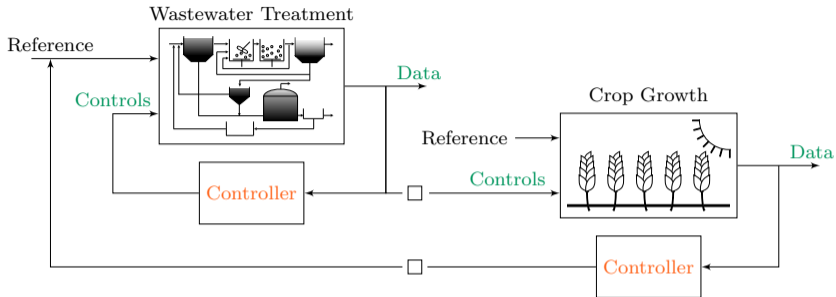 Wastewater Treatment
Reference
Data
Controls
Crop Growth
Reference
Data
Controls
Controller
Controller